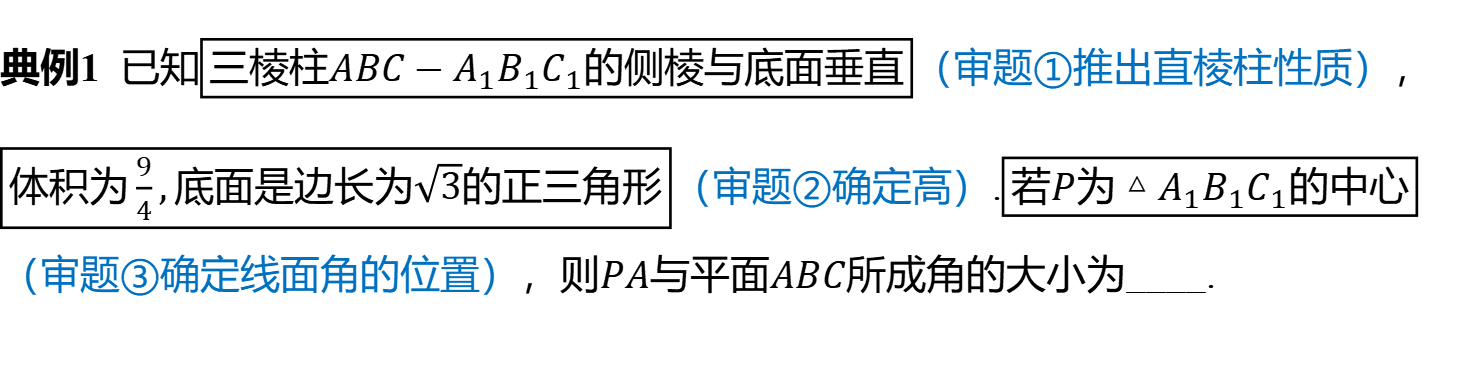 典例1 已知三棱柱ABC − A₁B₁C₁的侧棱与底面垂直（审题①推出直棱柱性质），
体积为9/4,底面是边长为√3的正三角形（审题②确定高）.若P为△A₁B₁C₁的中心
（审题③确定线面角的位置），则PA与平面ABC所成角的大小为____.